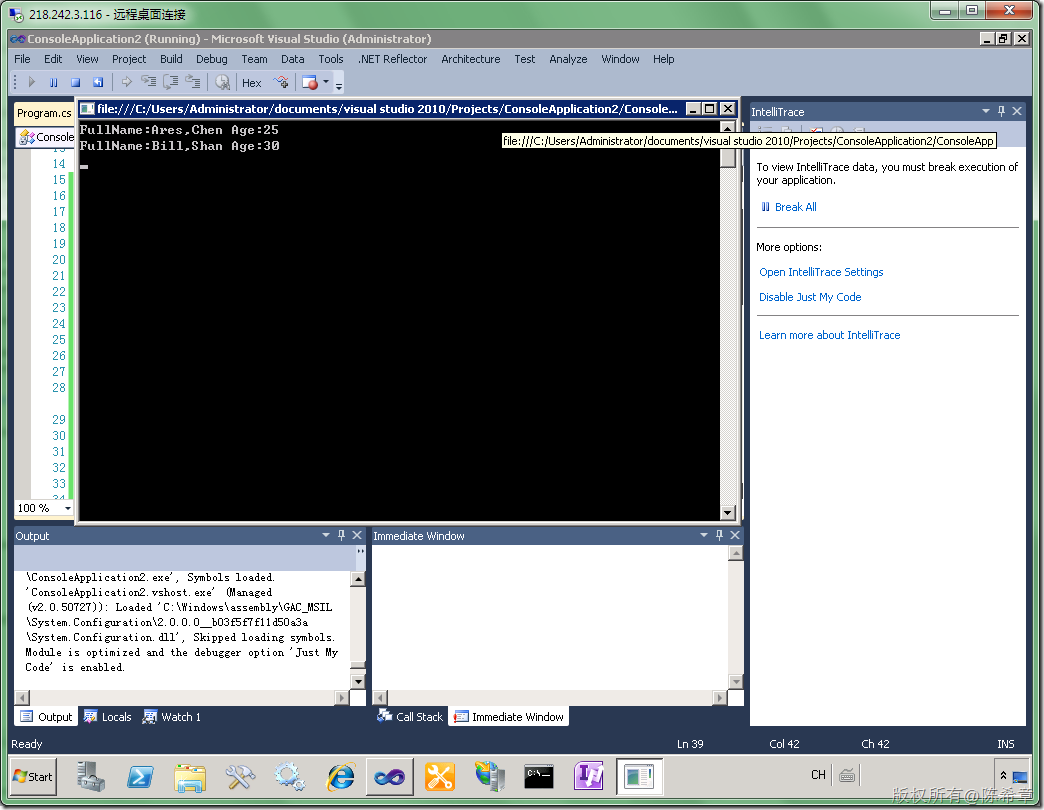 218.242.3.116 - 远程桌面连接
ConsoleApplication2 (Running) - Microsoft Visual Studio (Administrator)
File Edit View Project Build Debug Team Data Tools .NET Reflector Architecture Test Analyze Window Help
Hex
Program.cs
file:///C:/Users/Administrator/documents/visual studio 2010/Projects/ConsoleApplication2/Console...
IntelliTrace
Console
FullName:Ares,Chen Age:25
FullName:Bill,Shan Age:30
file:///C:/Users/Administrator/documents/visual studio 2010/Projects/ConsoleApplication2/ConsoleApp
To view IntelliTrace data, you must break execution of
your application.
Break All
More options:
Open IntelliTrace Settings
Disable Just My Code
Learn more about IntelliTrace
14
15
16
17
18
19
20
21
22
23
24
25
26
27
28
29
30
31
32
33
34
100 %
Output
\ConsoleApplication2.exe', Symbols loaded.
'ConsoleApplication2.vshost.exe' (Managed
(v2.0.50727)): Loaded 'C:\Windows\assembly\GAC_MSIL
\System.Configuration\2.0.0.0__b03f5f7f11d50a3a
\System.Configuration.dll', Skipped loading symbols.
Module is optimized and the debugger option 'Just My
Code' is enabled.
Immediate Window
Output Locals Watch 1
Call Stack Immediate Window
Ready Ln 39 Col 42 Ch 42 INS
Start
C:\_
CH
版权所有@陈希章